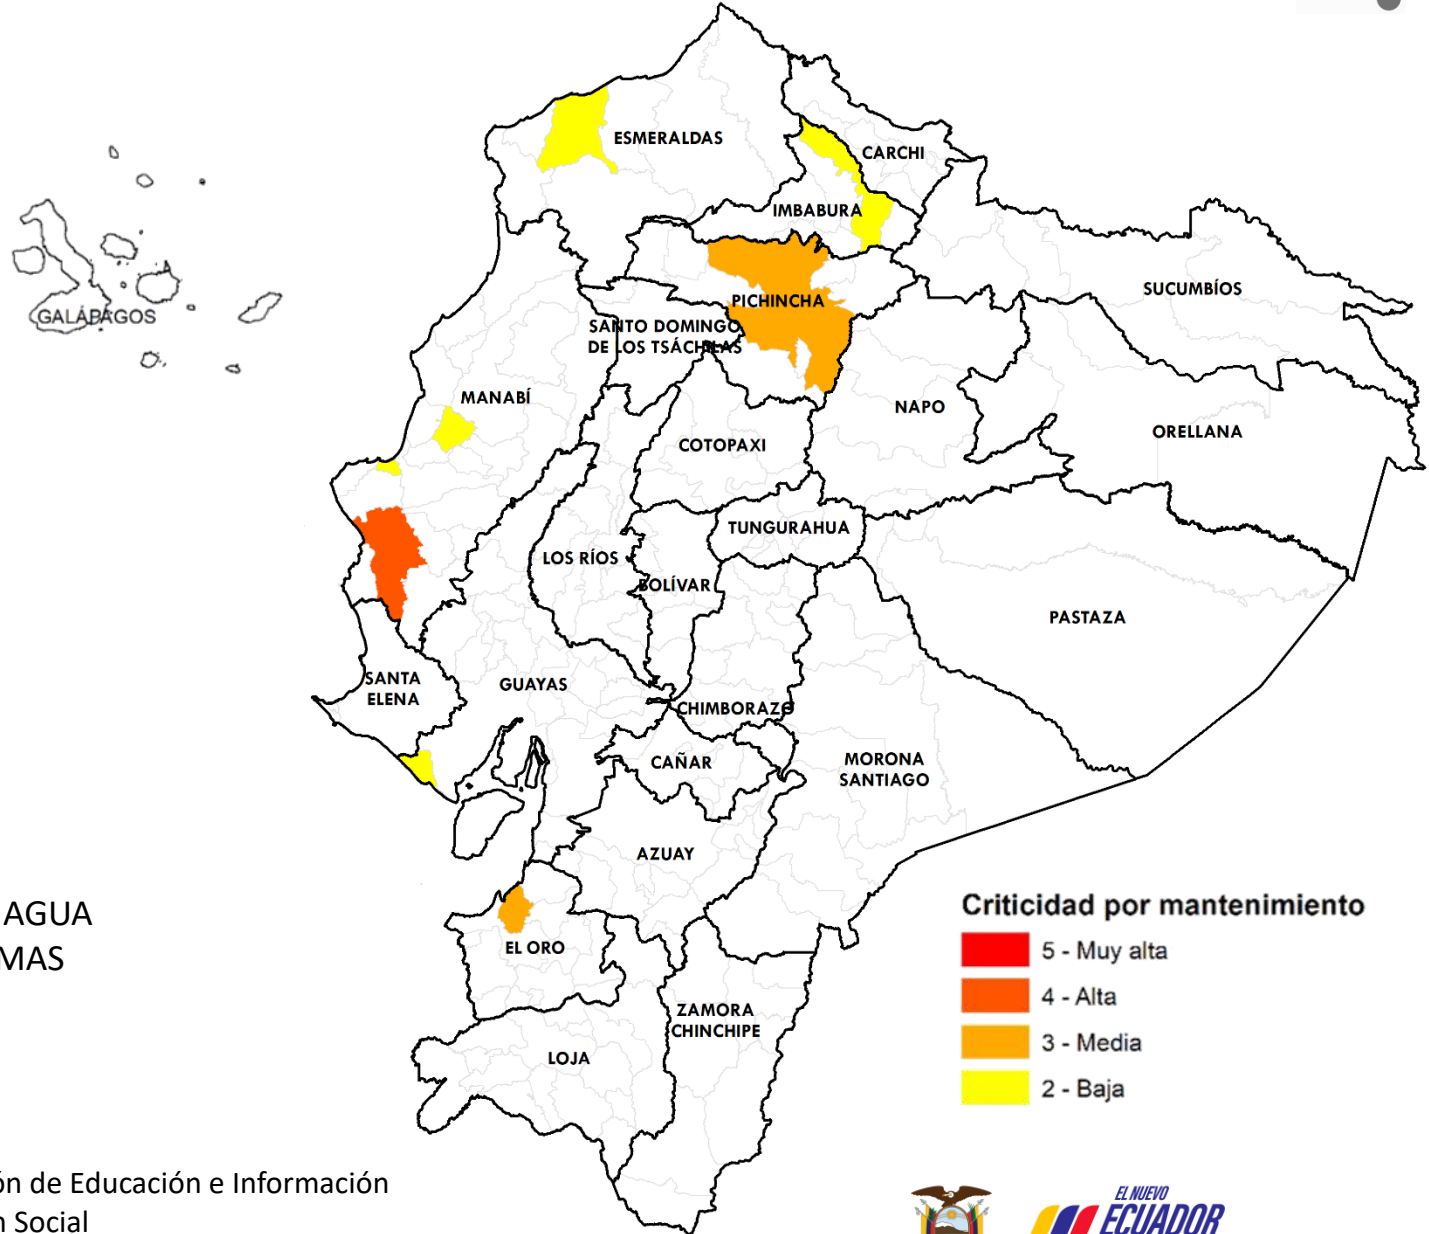 ESMERALDAS
CARCHI
IMBABURA
SUCUMBÍOS
PICHINCHA
GALÁPAGOS
SANTO DOMINGO
DE LOS TSÁCHILAS
MANABÍ
NAPO
ORELLANA
COTOPAXI
TUNGURAHUA
LOS RÍOS
BOLÍVAR
PASTAZA
SANTA
ELENA
GUAYAS
CHIMBORAZO
CAÑAR
MORONA
SANTIAGO
AZUAY
EL ORO
ZAMORA
CHINCHIPE
LOJA
AGUA
MAS
Criticidad por mantenimiento
5 - Muy alta
4 - Alta
3 - Media
2 - Baja
ón de Educación e Información
n Social
EL NUEVO
ECUADOR